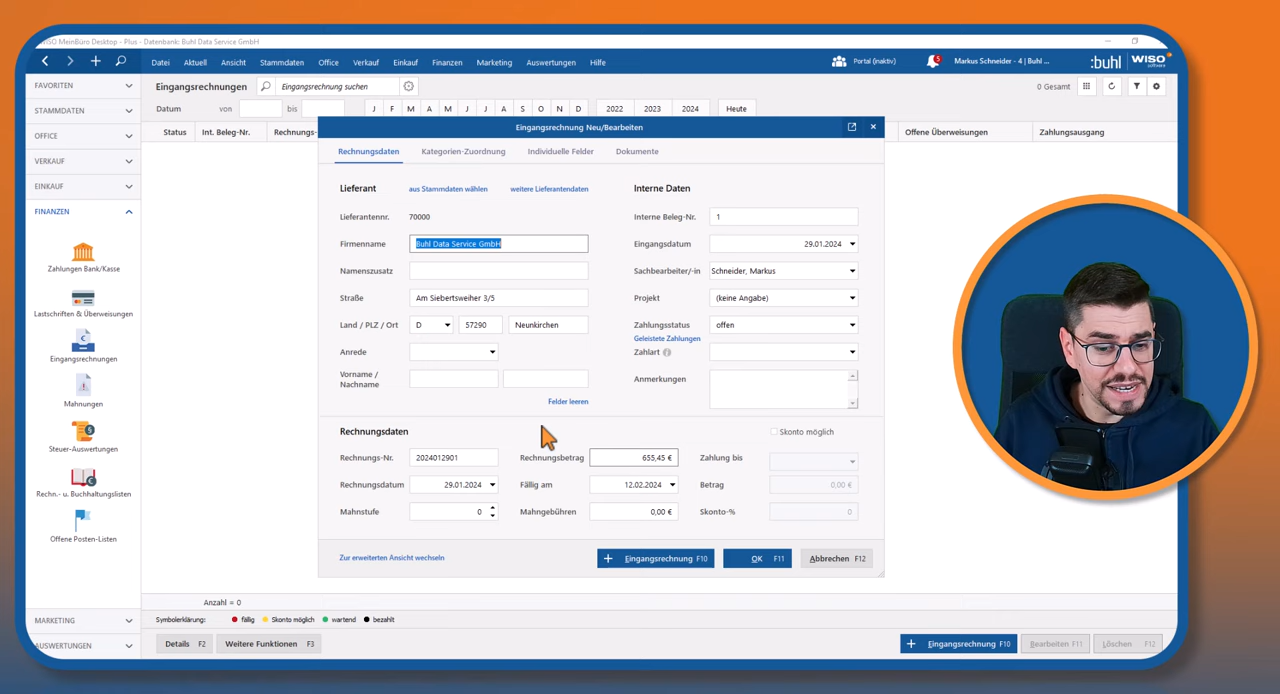 WISO MeinBüro Desktop - Plus - Datenbank: Buhl Data Service GmbH
Datei Aktuell Ansicht Stammdaten Office Verkauf Einkauf Finanzen Marketing Auswertungen Hilfe
Portal (inaktiv)
6
Markus Schneider - 4 | Buhl ...
:buhl WISO software
FAVORITEN
STAMMDATEN
OFFICE
VERKAUF
EINKAUF
FINANZEN
Zahlungen Bank/Kasse
Lastschriften & Überweisungen
Eingangsrechnungen
Mahnungen
Steuer-Auswertungen
Rechn.- u. Buchhaltungslisten
Offene Posten-Listen
MARKETING
AUSWERTUNGEN
Eingangsrechnungen Eingangsrechnung suchen 0 Gesamt
Datum von bis J F M A M J J A S O N D 2022 2023 2024 Heute
Status Int. Beleg-Nr. Rechnungs- Offene Überweisungen Zahlungsausgang
Eingangsrechnung Neu/Bearbeiten
Rechnungsdaten Kategorien-Zuordnung Individuelle Felder Dokumente
Lieferant aus Stammdaten wählen weitere Lieferantendaten
Lieferantennr. 70000
Firmenname Buhl Data Service GmbH
Namenszusatz
Straße Am Siebertsweiher 3/5
Land / PLZ / Ort D 57290 Neunkirchen
Anrede
Vorname /
Nachname
Felder leeren
Interne Daten
Interne Beleg-Nr. 1
Eingangsdatum 29.01.2024
Sachbearbeiter/-in Schneider, Markus
Projekt (keine Angabe)
Zahlungsstatus offen
Geleistete Zahlungen
Zahlart
Anmerkungen
Rechnungsdaten Skonto möglich
Rechnungs-Nr. 2024012901 Rechnungsbetrag 655,45 € Zahlung bis
Rechnungsdatum 29.01.2024 Fällig am 12.02.2024 Betrag 0,00 €
Mahnstufe 0 Mahngebühren 0,00 € Skonto-% 0
Zur erweiterten Ansicht wechseln + Eingangsrechnung F10 OK F11 Abbrechen F12
Anzahl = 0
Symbolerklärung: fällig Skonto möglich wartend bezahlt
Details F2 Weitere Funktionen F3 + Eingangsrechnung F10 Bearbeiten F11 Löschen F12